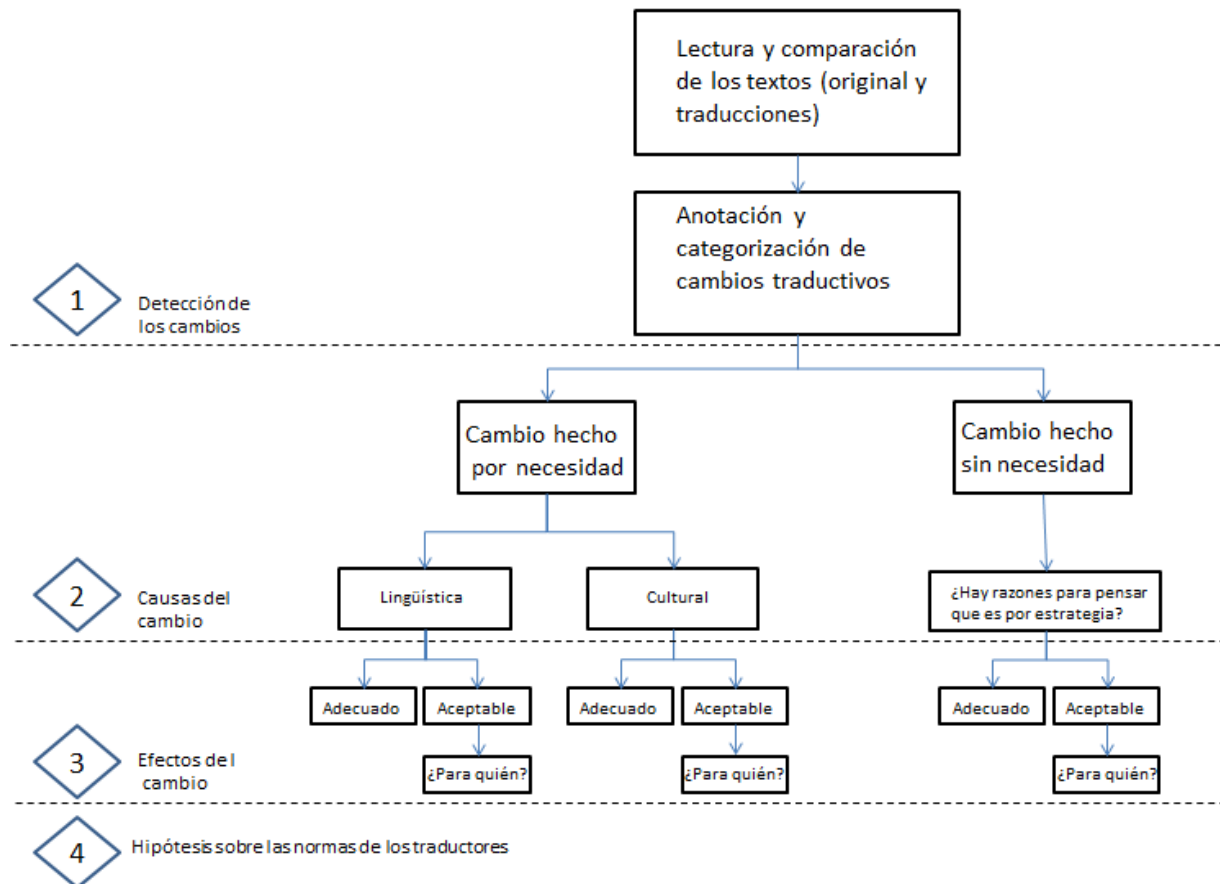 Lectura y comparación
de los textos (original y
traducciones)
Anotación y
categorización de
cambios traductivos
1
Detección de
los cambios
Cambio hecho
por necesidad
Cambio hecho
sin necesidad
2
Causas del
cambio
Lingüística
Cultural
¿Hay razones para pensar
que es por estrategia?
Adecuado
Aceptable
Adecuado
Aceptable
Adecuado
Aceptable
3
Efectos del
cambio
¿Para quién?
¿Para quién?
¿Para quién?
4
Hipótesis sobre las normas de los traductores